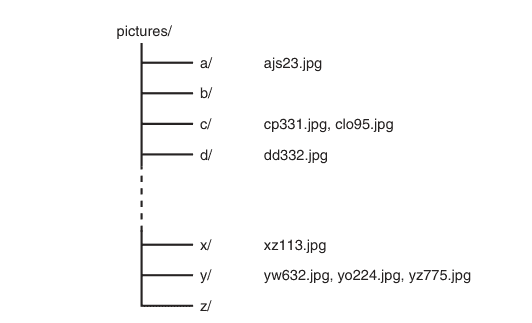 pictures/
a/ ajs23.jpg
b/
c/ cp331.jpg, clo95.jpg
d/ dd332.jpg
x/ xz113.jpg
y/ yw632.jpg, yo224.jpg, yz775.jpg
z/